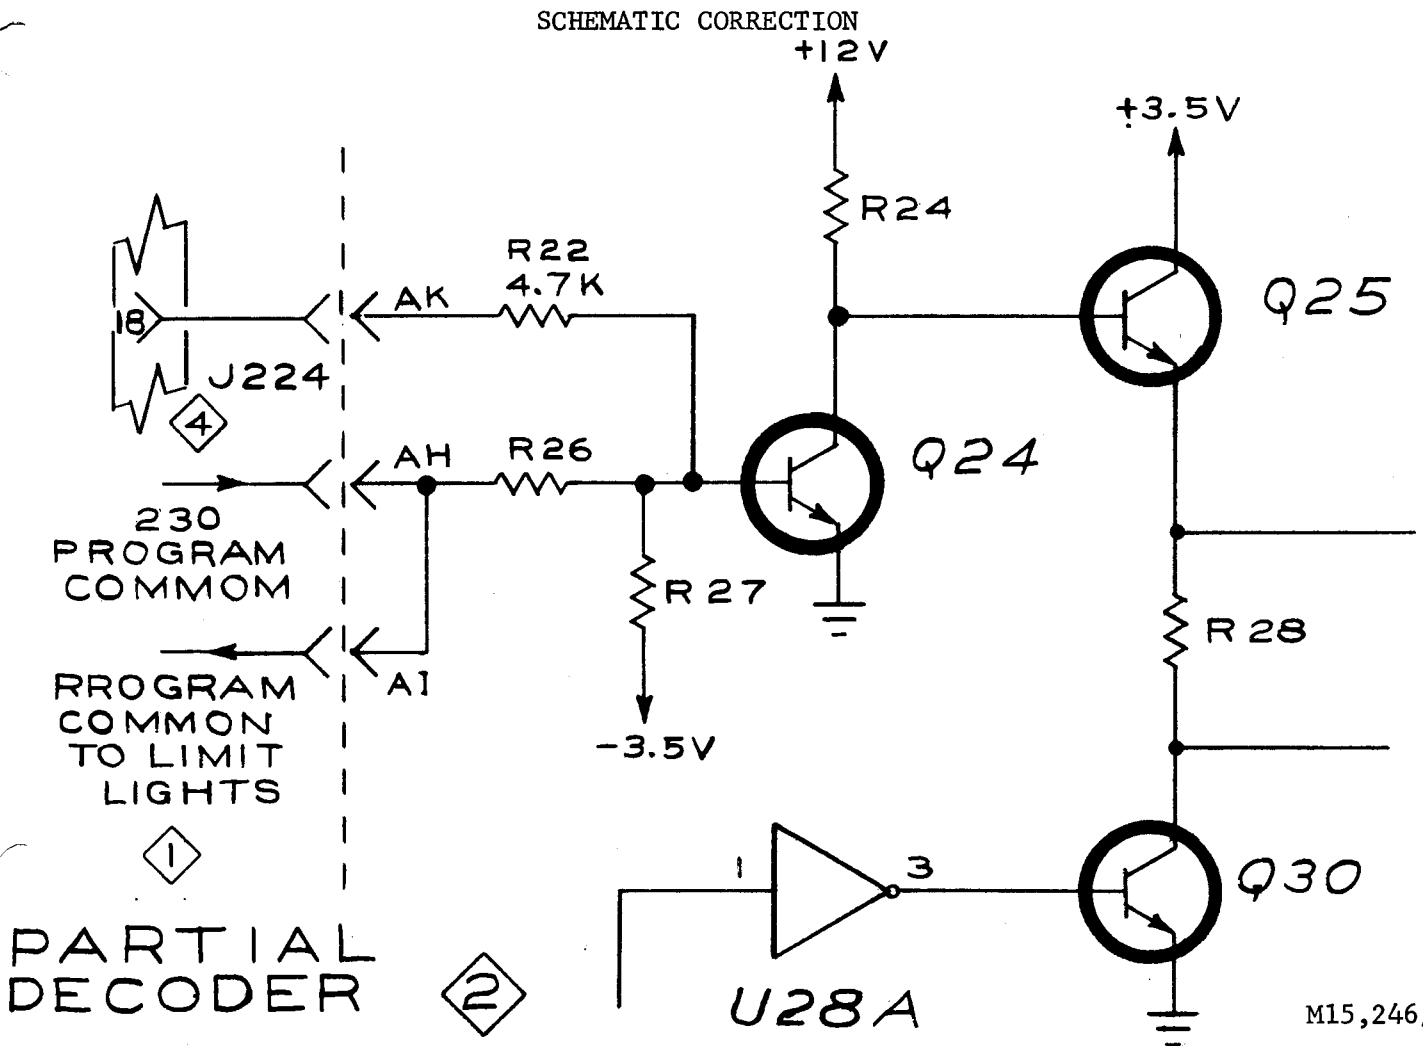 SCHEMATIC CORRECTION
+12V
+3.5V
R24
R22
4.7K
AK
18
J224
4
Q25
AH
R26
Q24
230
PROGRAM
COMMOM
R27
R28
AI
RROGRAM
COMMON
TO LIMIT
LIGHTS
-3.5V
1
1
3
Q30
PARTIAL
DECODER
2
U28A
M15,246